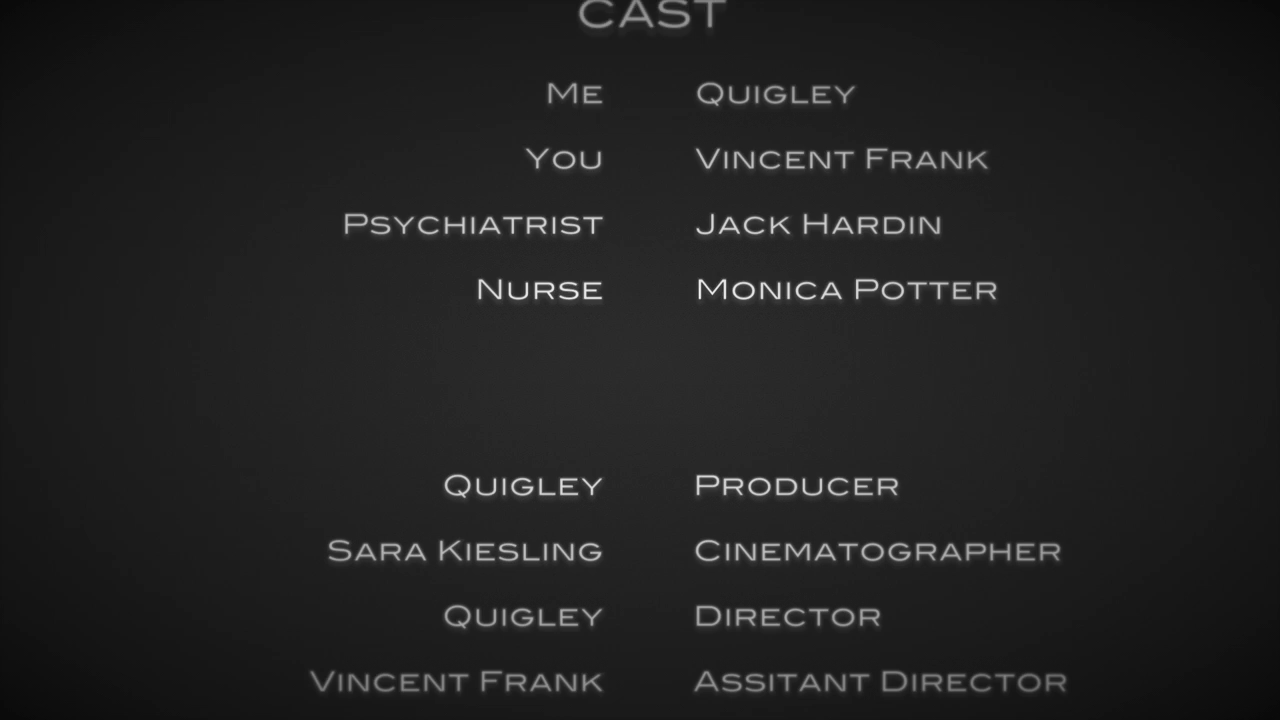 CAST
ME QUIGLEY
YOU VINCENT FRANK
PSYCHIATRIST JACK HARDIN
NURSE MONICA POTTER
QUIGLEY PRODUCER
SARA KIESLING CINEMATOGRAPHER
QUIGLEY DIRECTOR
VINCENT FRANK ASSITANT DIRECTOR